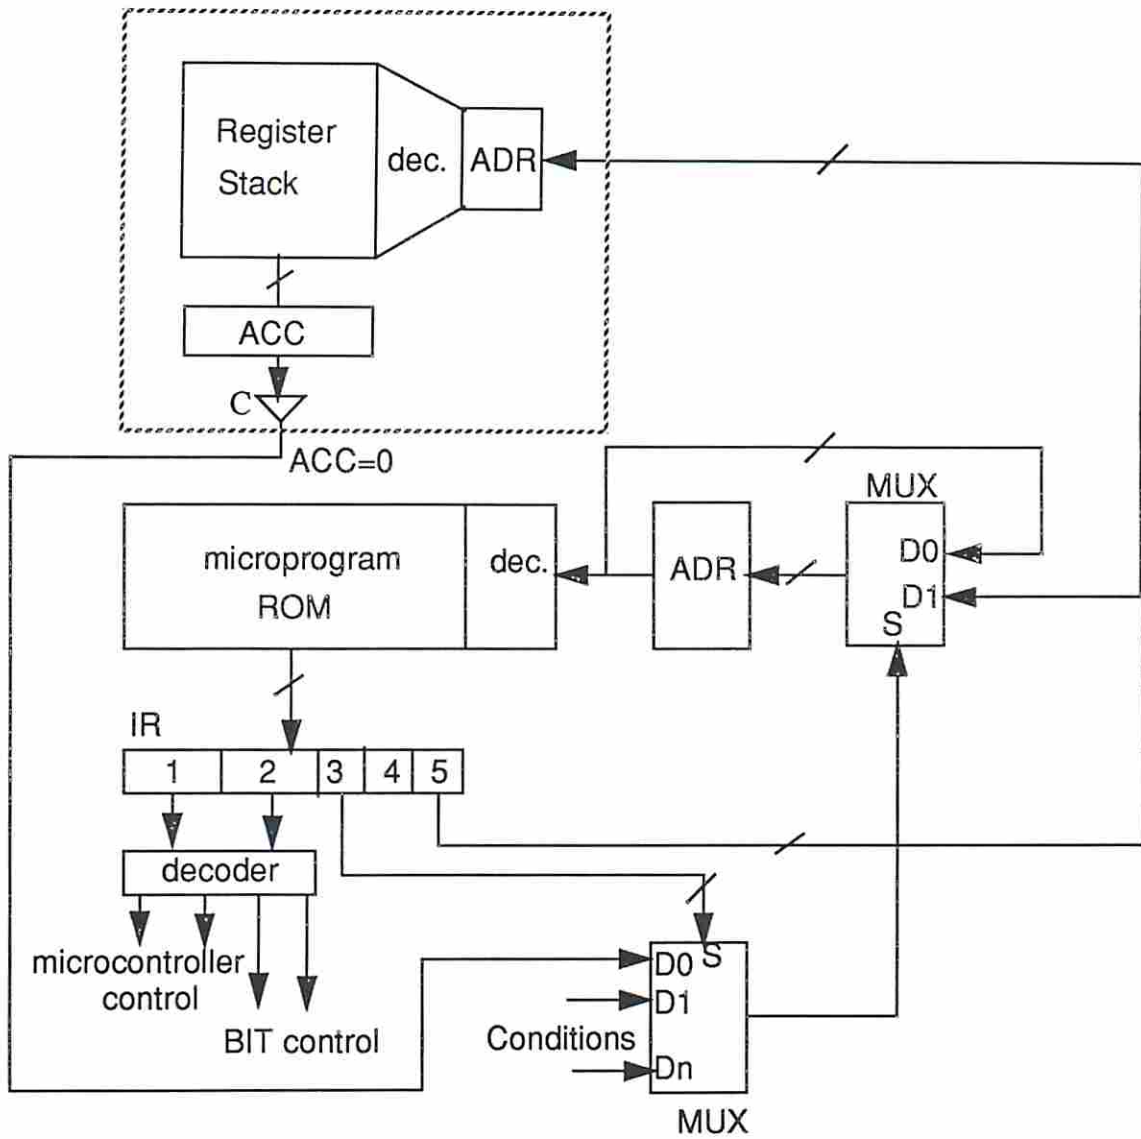 Register
Stack
dec.
ADR
ACC
C
ACC=0
MUX
microprogram
ROM
dec.
ADR
D0
D1
S
IR
1 2 3 4 5
decoder
microcontroller
control
BIT control
S
D0
D1
Conditions
Dn
MUX